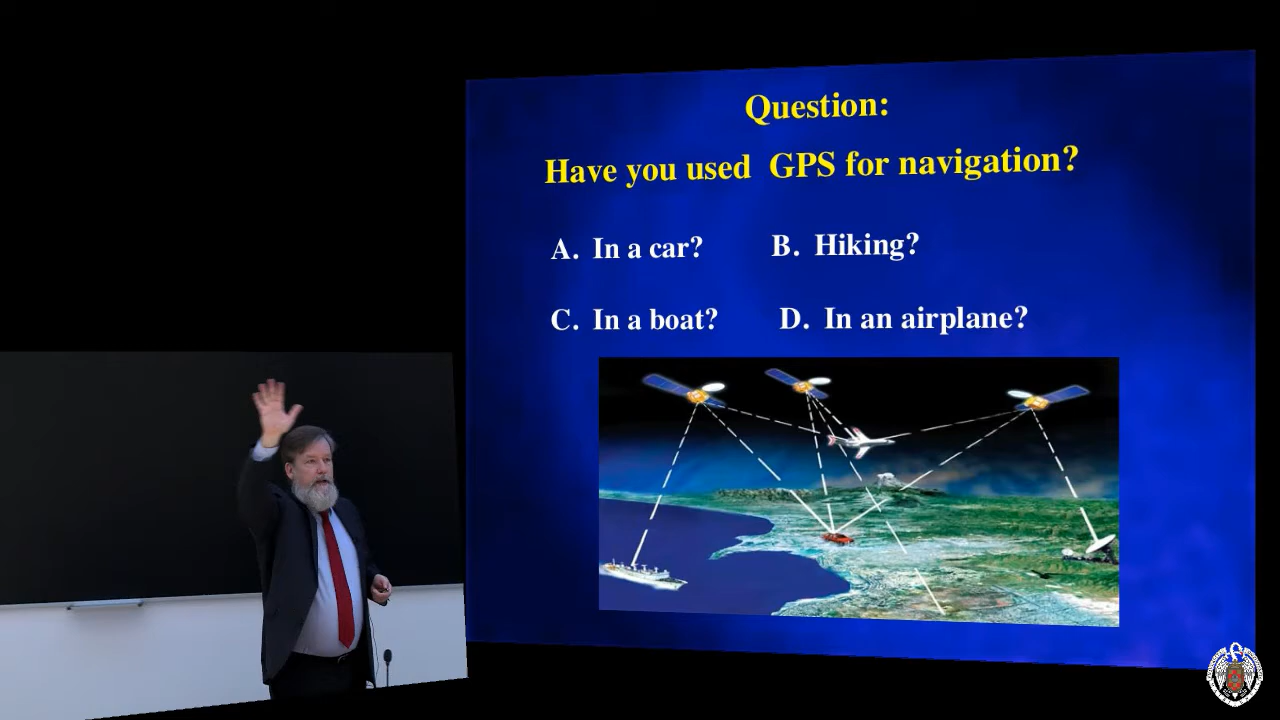 Question:
Have you used GPS for navigation?
A. In a car? B. Hiking?
C. In a boat? D. In an airplane?